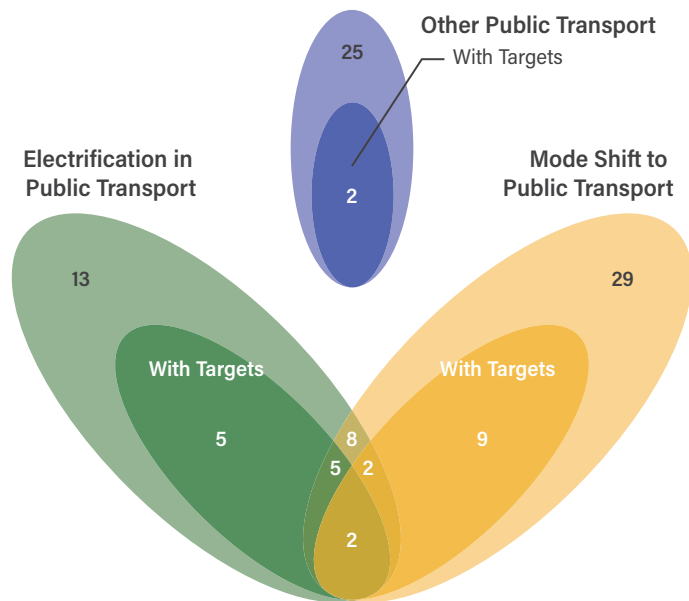 Other Public Transport
With Targets
25
2
Electrification in
Public Transport
13
With Targets
5
Mode Shift to
Public Transport
29
With Targets
9
8
5
2
2